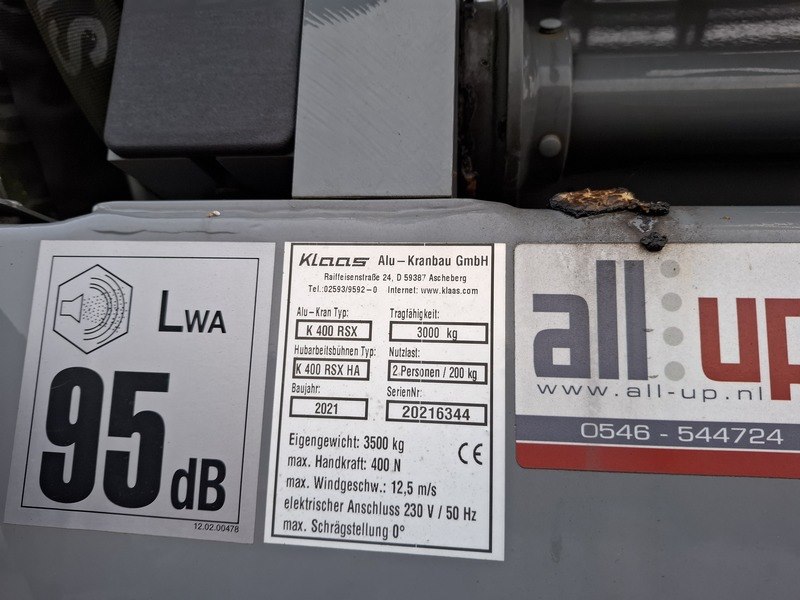 LWA
95 dB
12.02.00478
Klaas Alu-Kranbau GmbH
Raiffeisenstraße 24, D 59387 Ascheberg
Tel.:02593/9592-0 Internet: www.klaas.com
Alu-Kran Typ: Tragfähigkeit:
K 400 RSX 3000 kg
Hubarbeitsbühnen Typ: Nutzlast:
K 400 RSX HA 2.Personen / 200 kg
Baujahr: SerienNr:
2021 20216344
Eigengewicht: 3500 kg
max. Handkraft: 400 N
CE
max. Windgeschw.: 12,5 m/s
elektrischer Anschluss 230 V / 50 Hz
max. Schrägstellung 0°
all up
www.all-up.nl
0546 - 544724